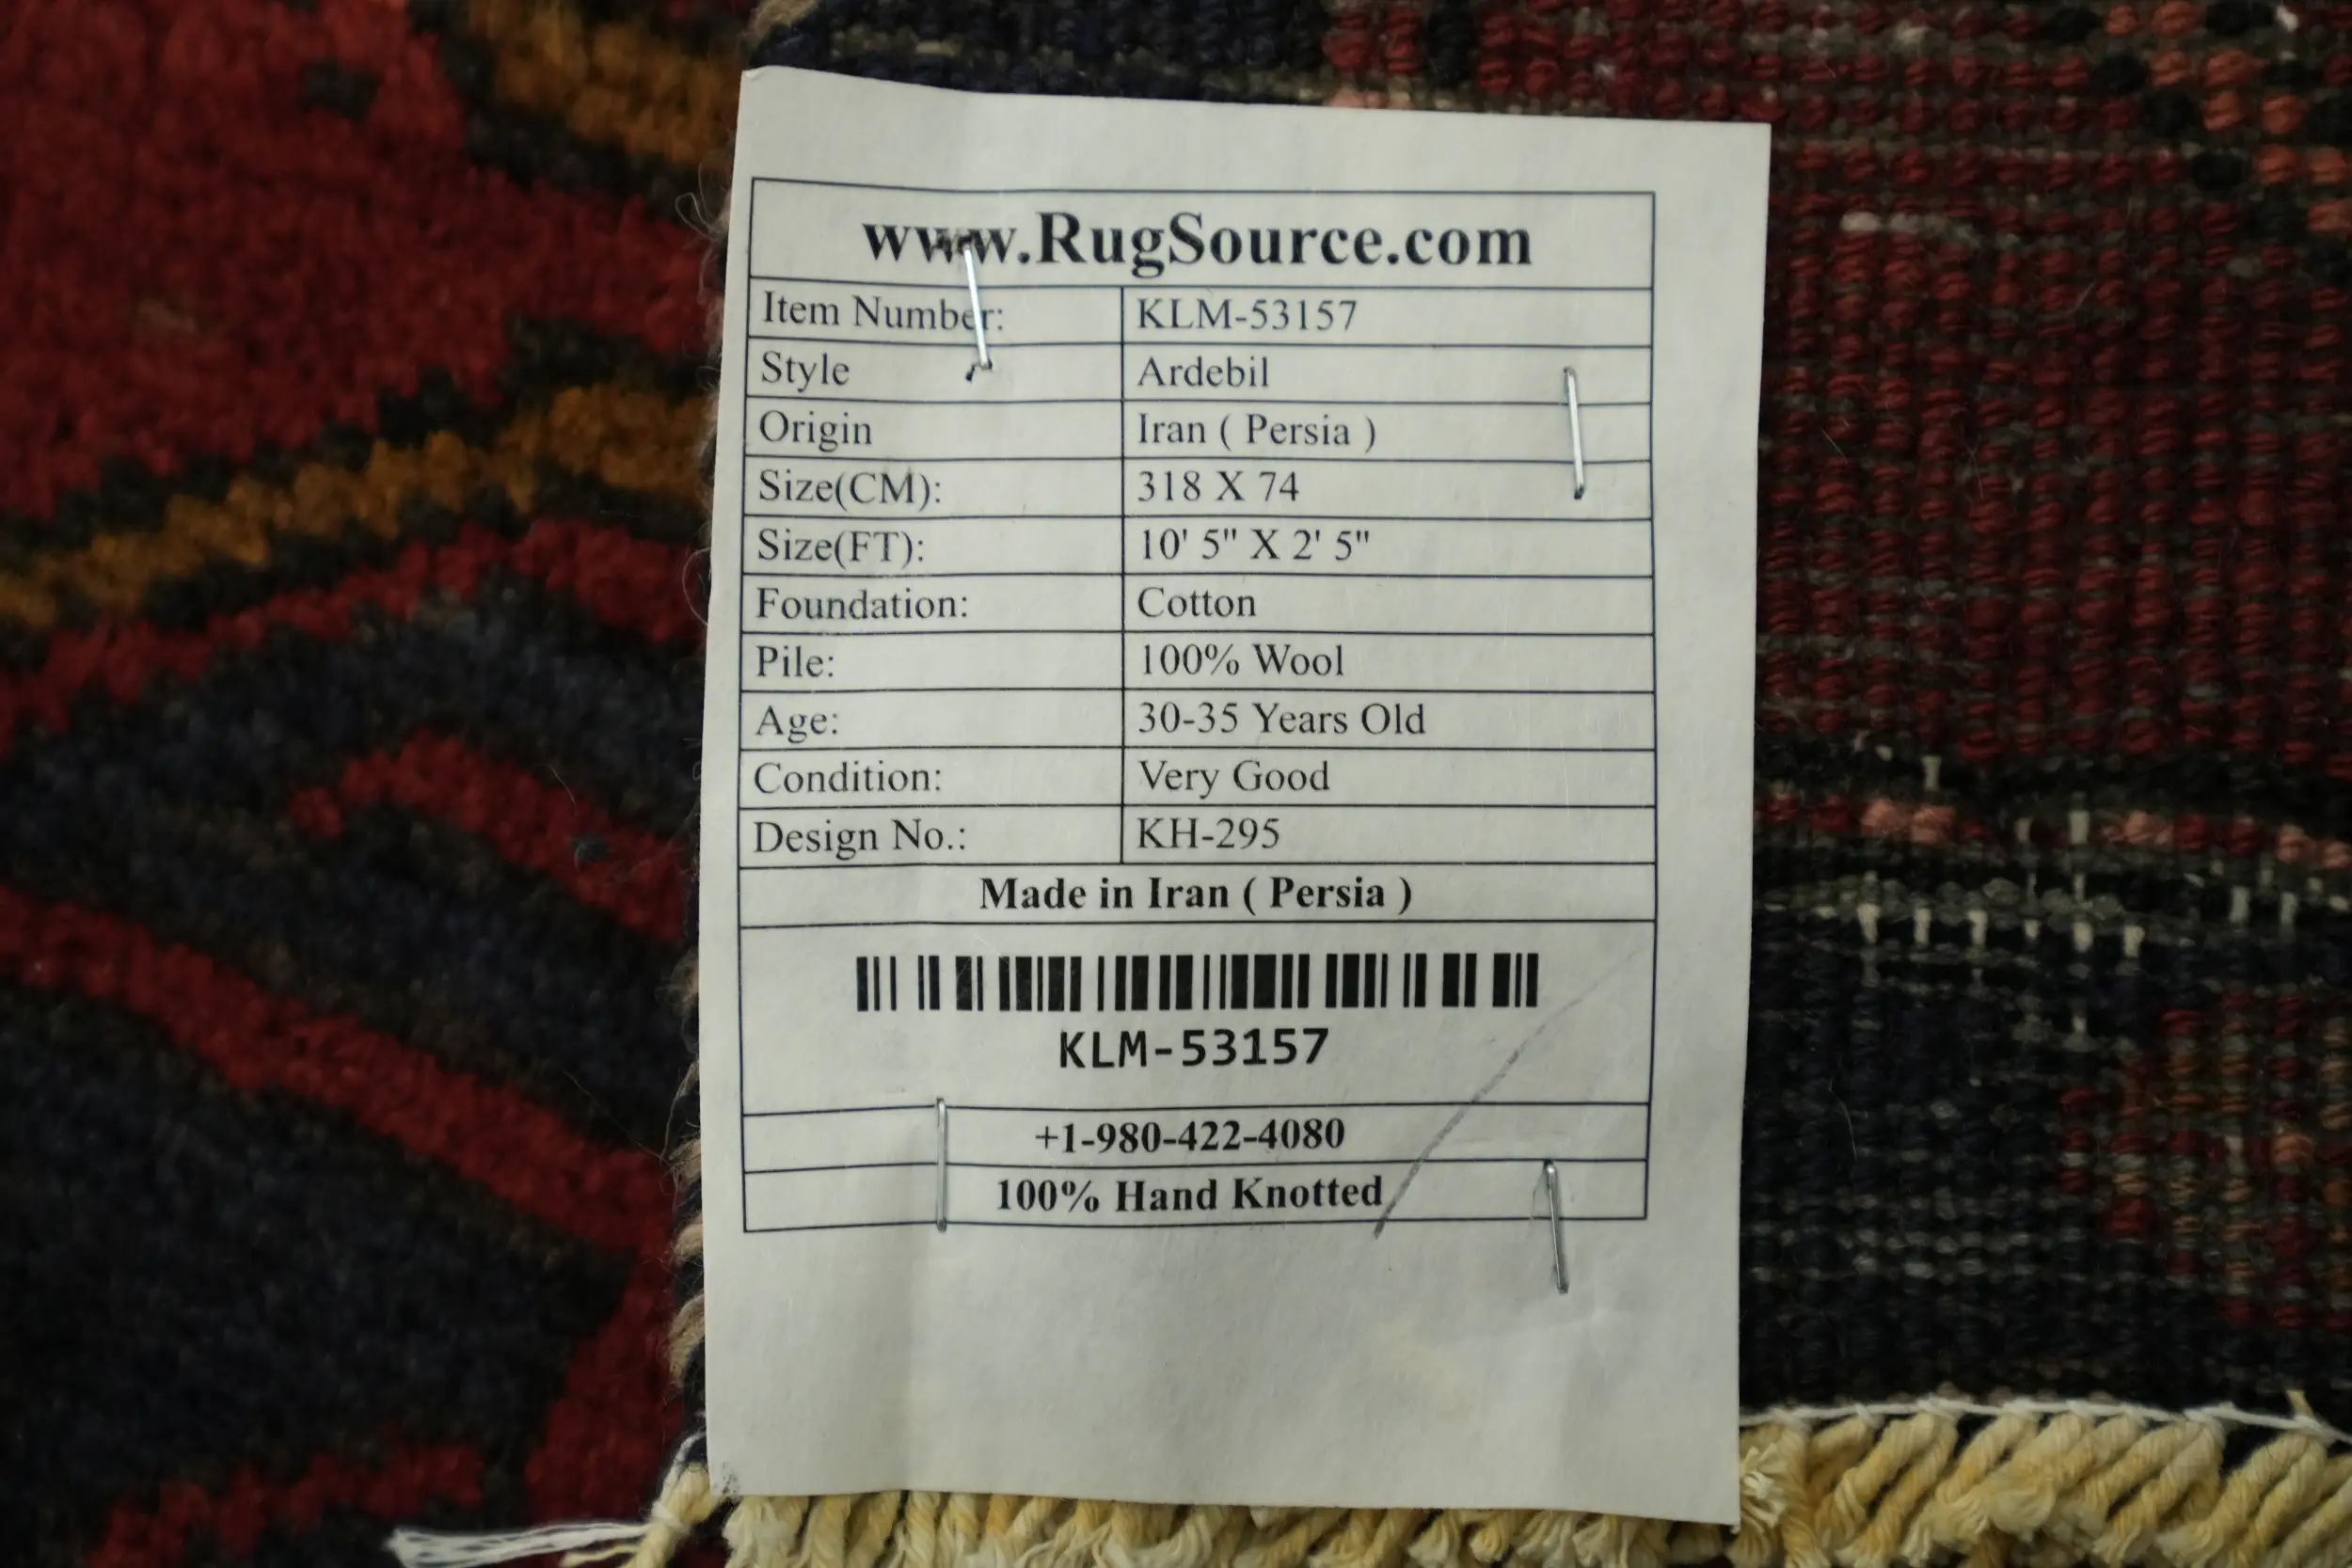 www.RugSource.com
Item Number: KLM-53157
Style Ardebil
Origin Iran ( Persia )
Size(CM): 318 X 74
Size(FT): 10' 5" X 2' 5"
Foundation: Cotton
Pile: 100% Wool
Age: 30-35 Years Old
Condition: Very Good
Design No.: KH-295
Made in Iran ( Persia )
KLM-53157
+1-980-422-4080
100% Hand Knotted